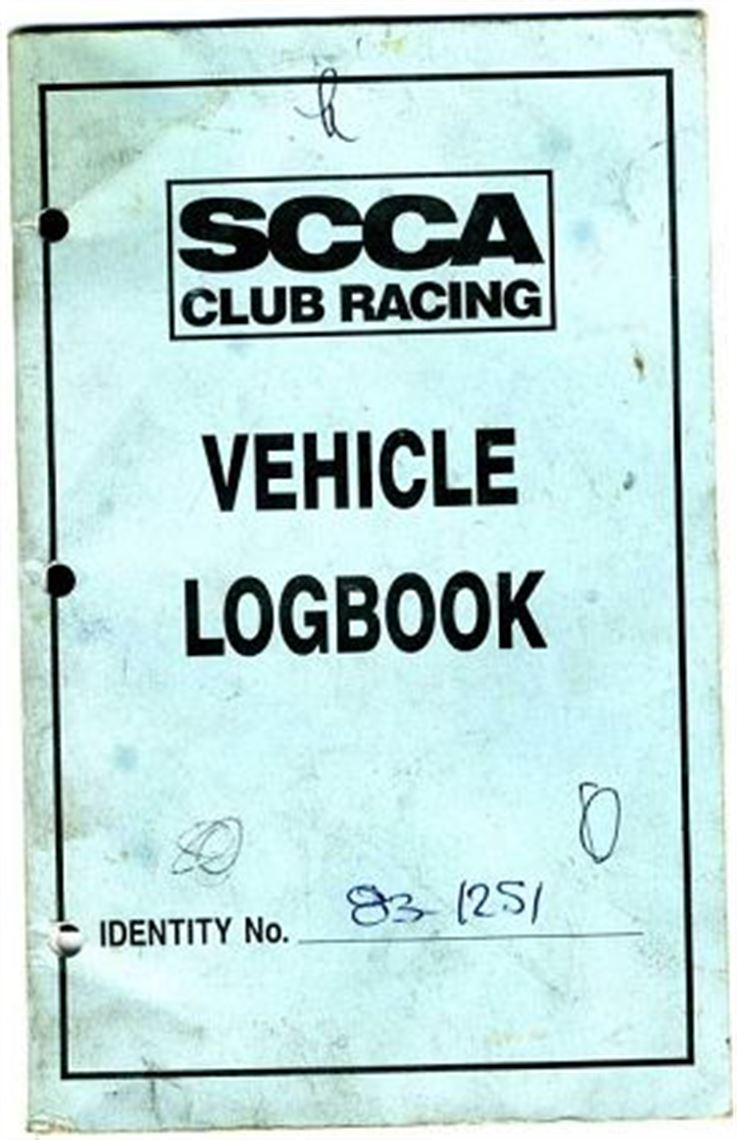 SCCA
CLUB RACING
VEHICLE
LOGBOOK
IDENTITY No. 83-1251